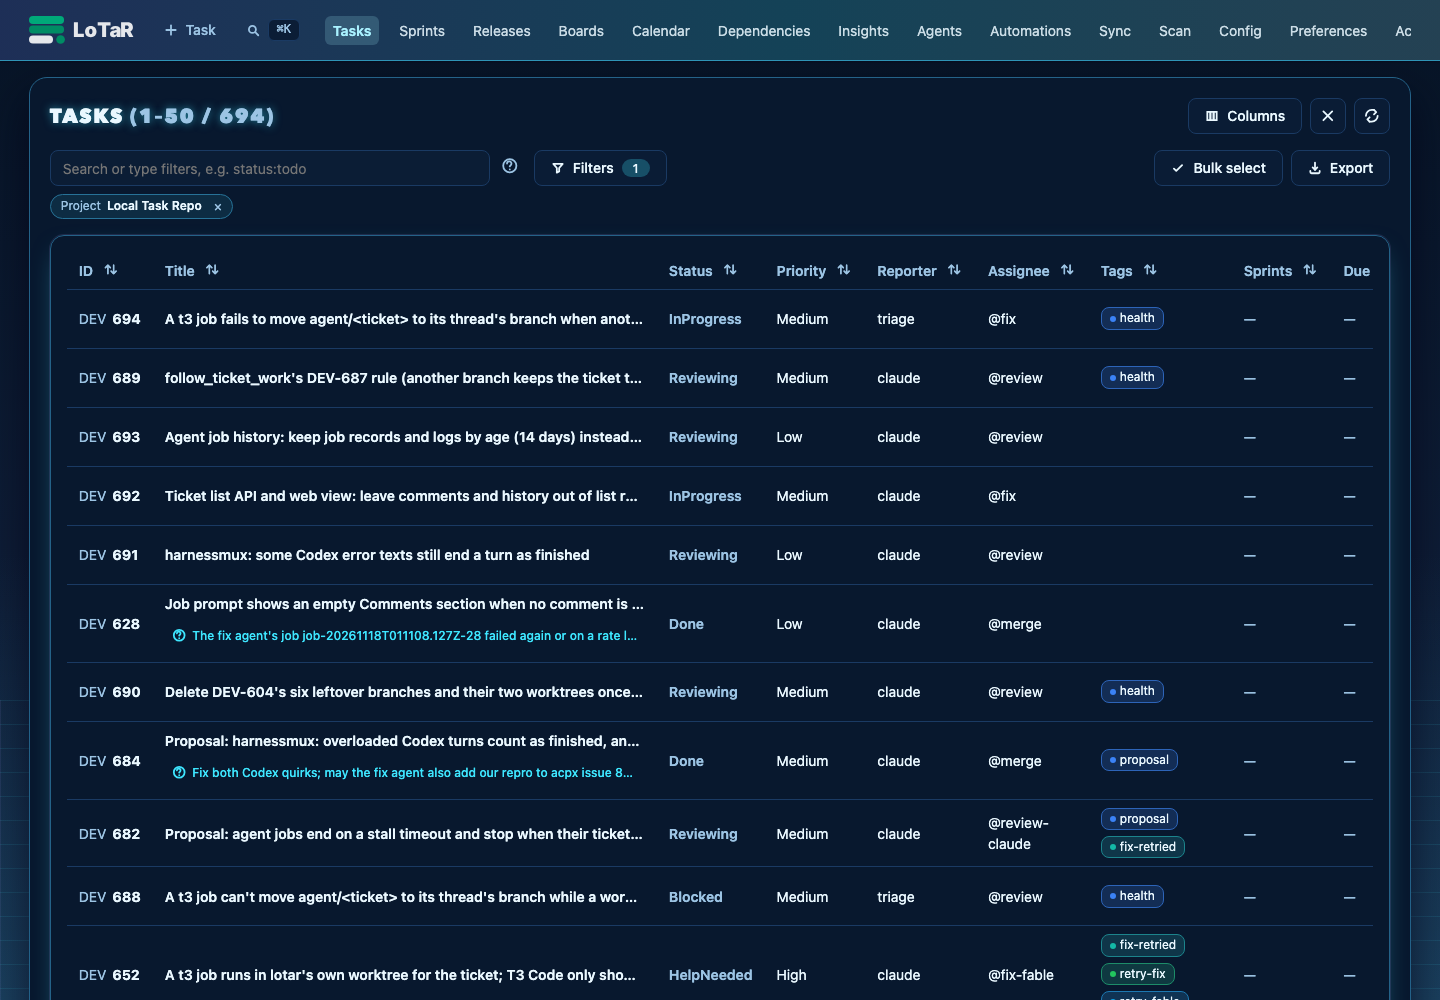 LoTaR
+ Task
⌘K
Tasks
Sprints
Releases
Boards
Calendar
Dependencies
Insights
Agents
Automations
Sync
Scan
Config
Preferences
Ac
TASKS (1-50 / 694)
Columns
Search or type filters, e.g. status:todo
Filters 1
Bulk select
Export
Project Local Task Repo ×
ID Title Status Priority Reporter Assignee Tags Sprints Due
DEV 694 A t3 job fails to move agent/<ticket> to its thread's branch when anot... InProgress Medium triage @fix health — —
DEV 689 follow_ticket_work's DEV-687 rule (another branch keeps the ticket t... Reviewing Medium claude @review health — —
DEV 693 Agent job history: keep job records and logs by age (14 days) instead... Reviewing Low claude @review — —
DEV 692 Ticket list API and web view: leave comments and history out of list r... InProgress Medium claude @fix — —
DEV 691 harnessmux: some Codex error texts still end a turn as finished Reviewing Low claude @review — —
Job prompt shows an empty Comments section when no comment is ...
DEV 628 Done Low claude @merge — —
The fix agent's job job-20261118T011108.127Z-28 failed again or on a rate l...
DEV 690 Delete DEV-604's six leftover branches and their two worktrees once... Reviewing Medium claude @review health — —
Proposal: harnessmux: overloaded Codex turns count as finished, an...
DEV 684 Done Medium claude @merge proposal — —
Fix both Codex quirks; may the fix agent also add our repro to acpx issue 8...
DEV 682 Proposal: agent jobs end on a stall timeout and stop when their ticket... Reviewing Medium claude @review-
claude
proposal
fix-retried
— —
DEV 688 A t3 job can't move agent/<ticket> to its thread's branch while a wor... Blocked Medium triage @review health — —
DEV 652 A t3 job runs in lotar's own worktree for the ticket; T3 Code only sho... HelpNeeded High claude @fix-fable
fix-retried
retry-fix
retry-fable
— —